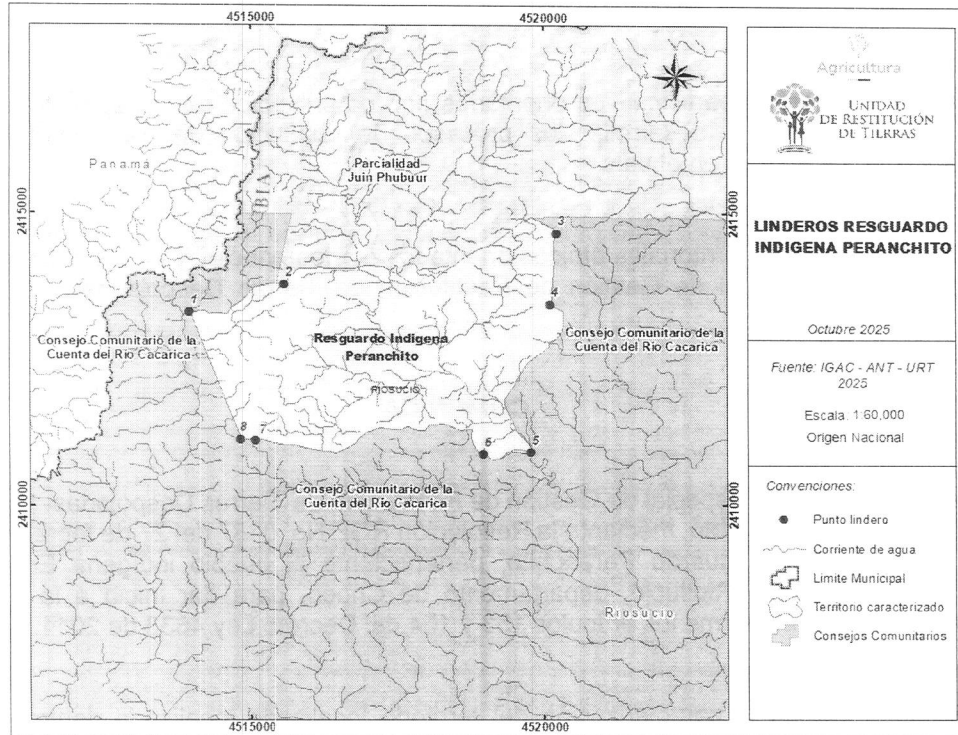 4515000
4520000
Panamá
Parcialidad
Juin Phubuur
BIA
2415000
2415000
3
2
1
4
Consejo Comunitario de la
Cuenta del Rio Cacarica
Resguardo Indigena
Peranchito
Consejo Comunitario de la
Cuenta del Rio Cacarica
RIOSUCIO
8
7
6
5
Consejo Comunitario de la
Cuenta del Rio Cacarica
2410000
2410000
Riosucio
4515000
4520000
Agricultura
UNIDAD
DE RESTITUCIÓN
DE TIERRAS
LINDEROS RESGUARDO
INDIGENA PERANCHITO
Octubre 2025
Fuente: IGAC - ANT - URT
2025
Escala: 1:60,000
Origen Nacional
Convenciones:
Punto lindero
Corriente de agua
Limite Municipal
Territorio caracterizado
Consejos Comunitarios